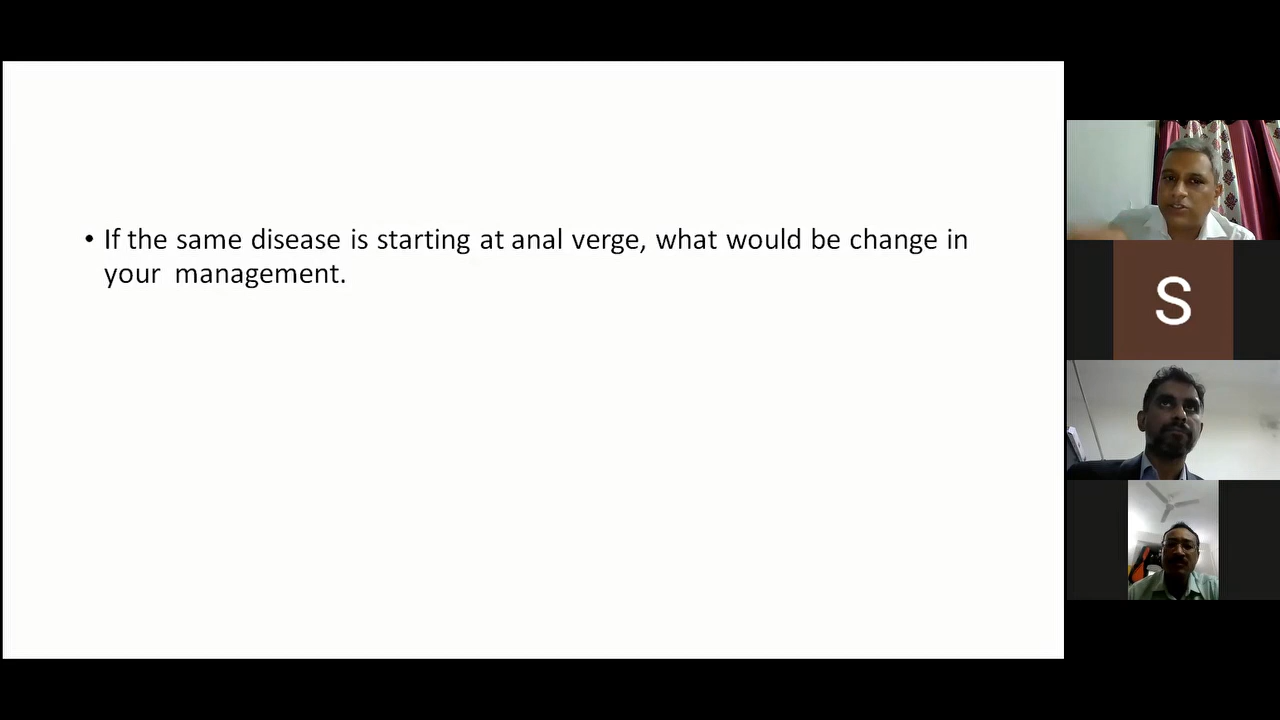 • If the same disease is starting at anal verge, what would be change in
your  management.
S